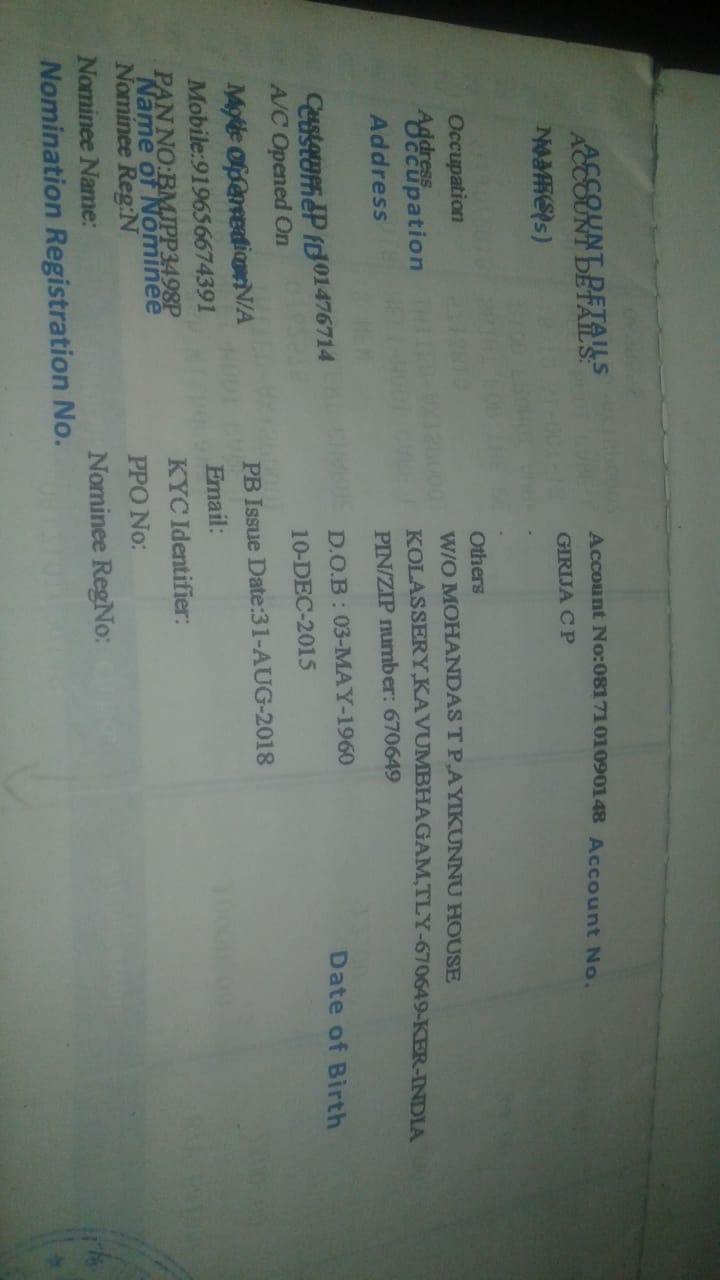 ACCOUNT DETAILS
ACCOUNT DETAILS: Account No:0817101090148 Account No.
NAME(S) GIRIJA C P
Name(s) .
.
Occupation Others
Address W/O MOHANDAS T P,AYIKUNNU HOUSE
Occupation KOLASSERY,KAVUMBHAGAM,TLY-670649-KER-INDIA
Address PIN/ZIP number: 670649
Customer ID :101476714 D.O.B : 03-MAY-1960 Date of Birth
Customer ID
A/C Opened On 10-DEC-2015
Mode Of Operation:N/A PB Issue Date:31-AUG-2018
Mobile:919656674391 Email:
PAN NO:BMJPP3498P KYC Identifier:
Name of Nominee
Nominee Reg:N PPO No:
Nominee Name: Nominee RegNo:
Nomination Registration No.